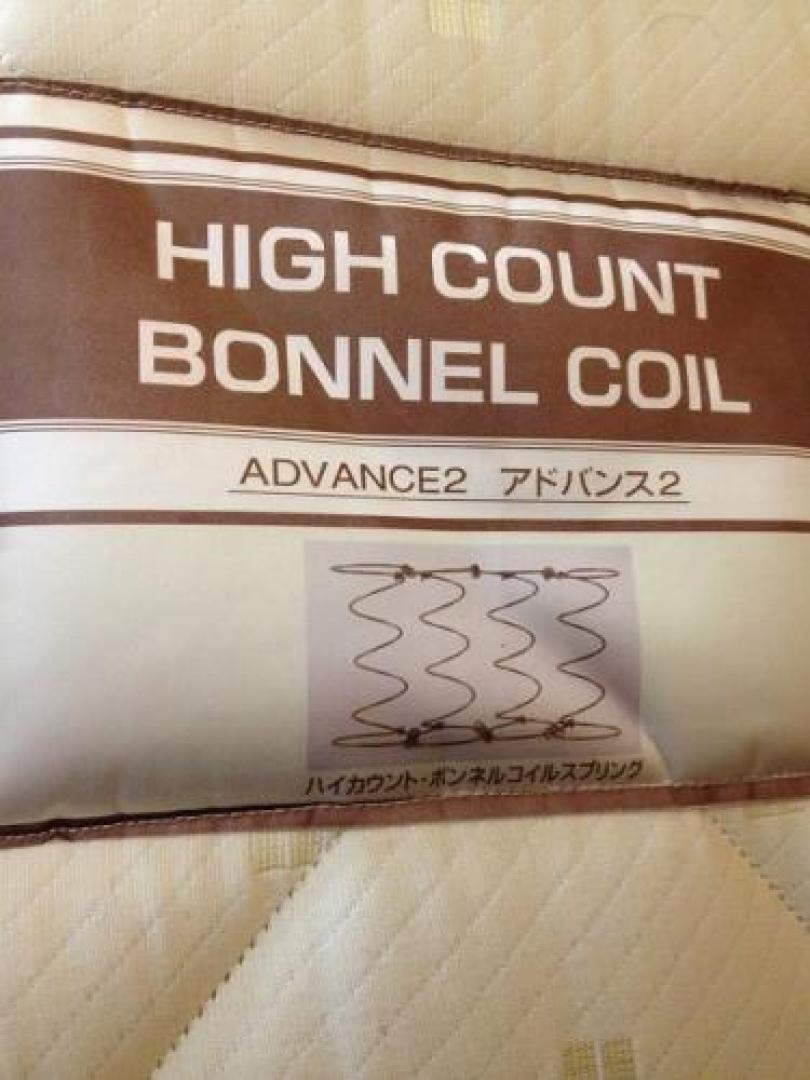 HIGH COUNT
BONNEL COIL
ADVANCE2 アドバンス2
ハイカウント・ボンネルコイルスプリング